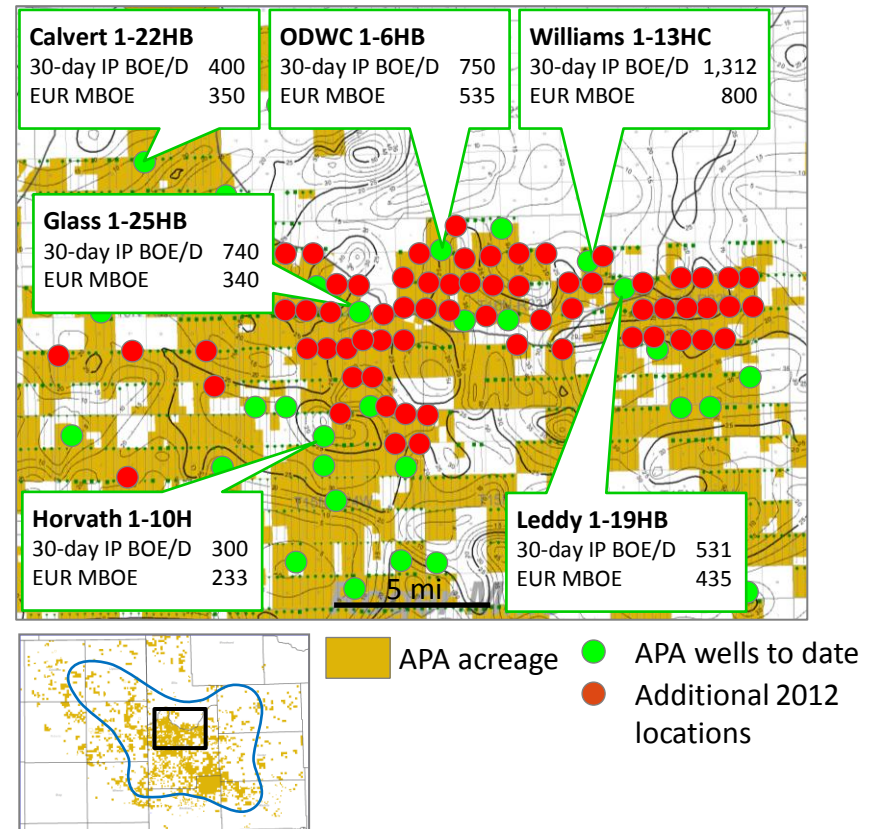 Calvert 1-22HB
30-day IP BOE/D 400
EUR MBOE 350
ODWC 1-6HB
30-day IP BOE/D 750
EUR MBOE 535
Williams 1-13HC
30-day IP BOE/D 1,312
EUR MBOE 800
Glass 1-25HB
30-day IP BOE/D 740
EUR MBOE 340
Horvath 1-10H
30-day IP BOE/D 300
EUR MBOE 233
Leddy 1-19HB
30-day IP BOE/D 531
EUR MBOE 435
5 mi
APA acreage
APA wells to date
Additional 2012
locations